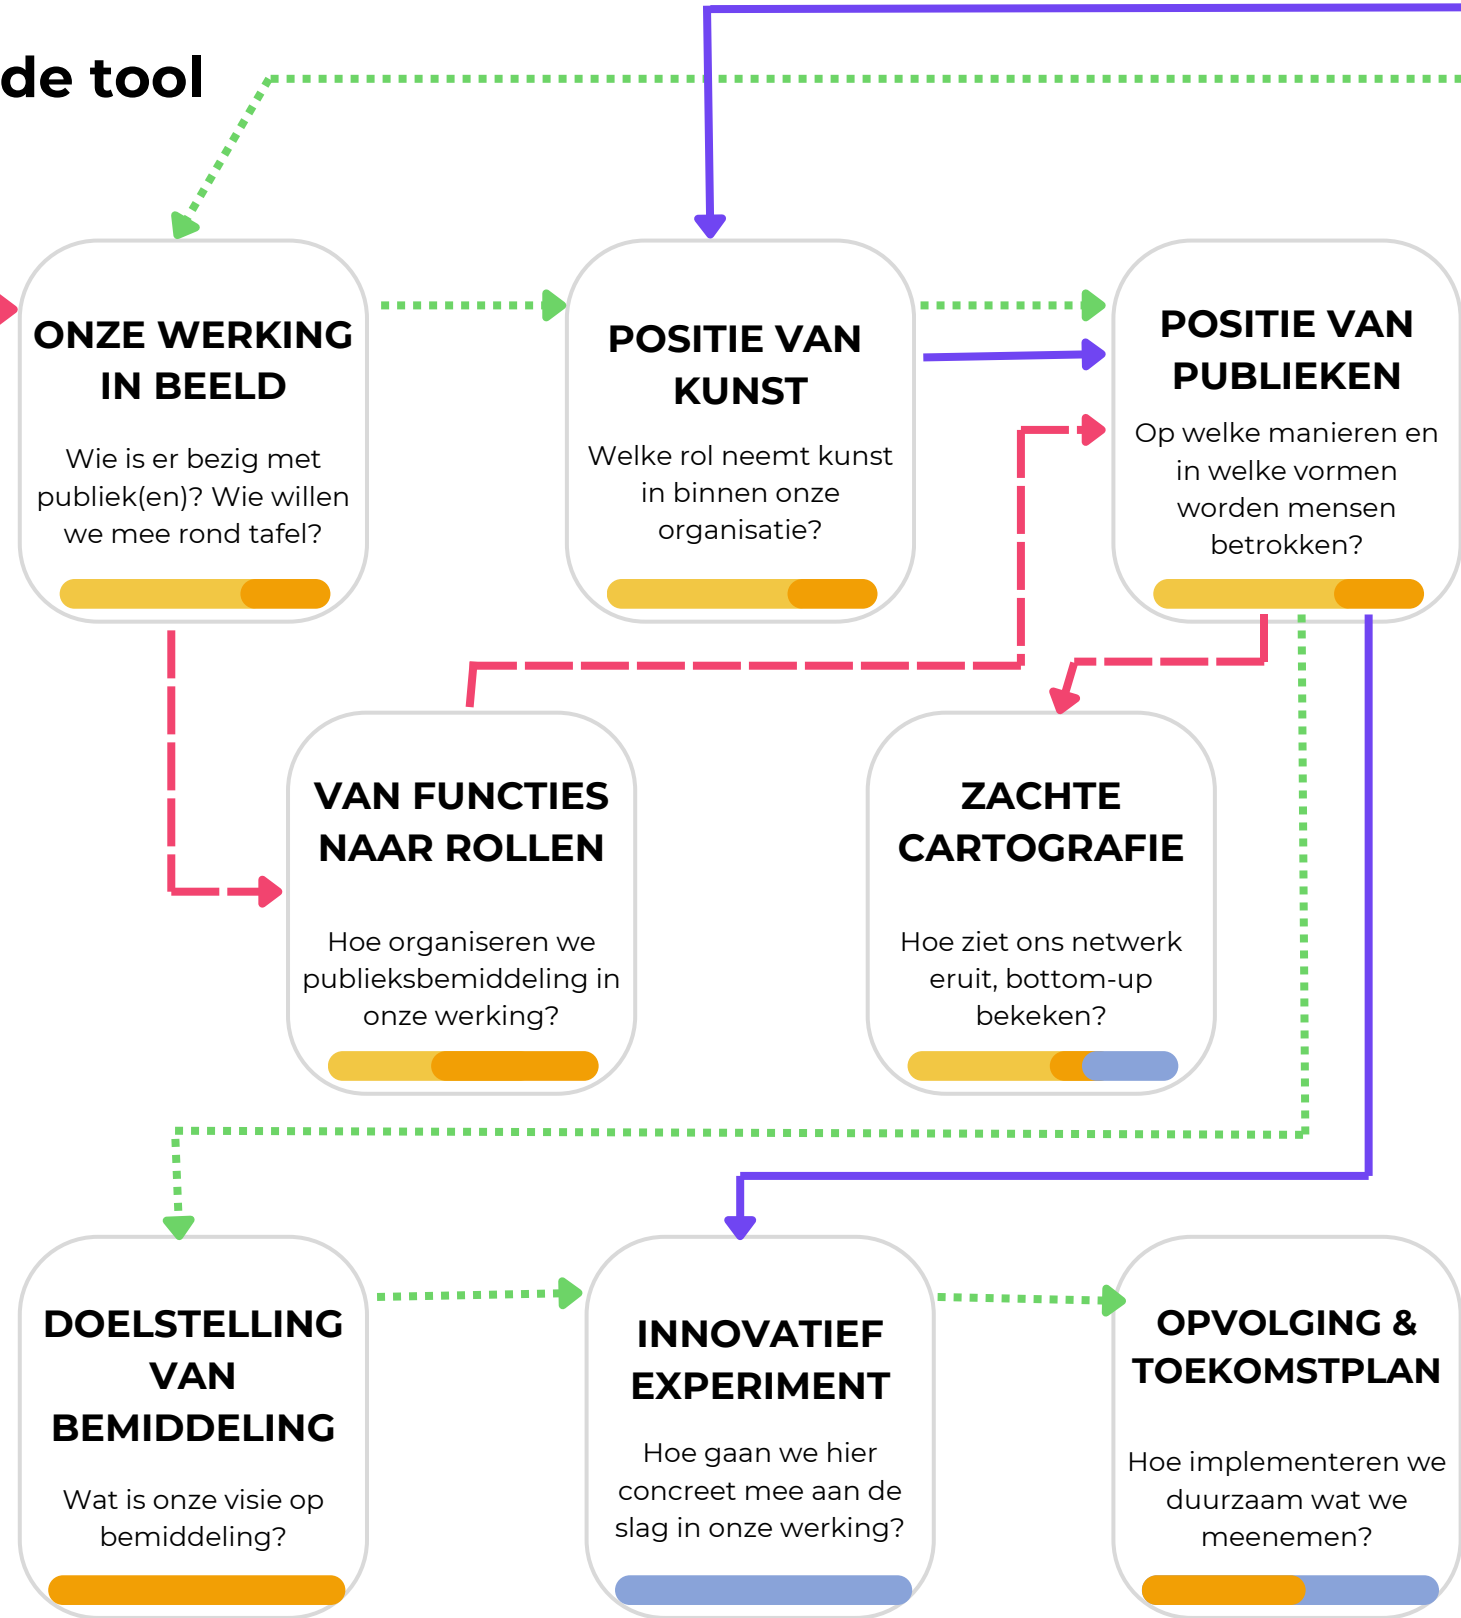 de tool
ONZE WERKING
IN BEELD
Wie is er bezig met
publiek(en)? Wie willen
we mee rond tafel?
POSITIE VAN
KUNST
Welke rol neemt kunst
in binnen onze
organisatie?
POSITIE VAN
PUBLIEKEN
Op welke manieren en
in welke vormen
worden mensen
betrokken?
VAN FUNCTIES
NAAR ROLLEN
Hoe organiseren we
publieksbemiddeling in
onze werking?
ZACHTE
CARTOGRAFIE
Hoe ziet ons netwerk
eruit, bottom-up
bekeken?
DOELSTELLING
VAN
BEMIDDELING
Wat is onze visie op
bemiddeling?
INNOVATIEF
EXPERIMENT
Hoe gaan we hier
concreet mee aan de
slag in onze werking?
OPVOLGING &
TOEKOMSTPLAN
Hoe implementeren we
duurzaam wat we
meenemen?